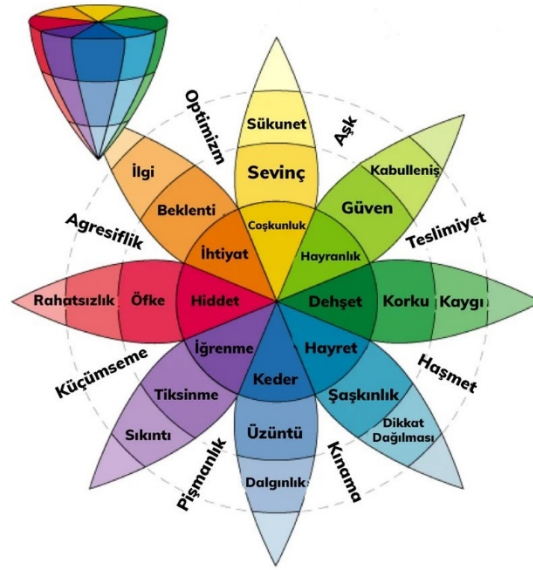 Optimizm
Sükunet
Aşk
İlgi
Sevinç
Kabulleniş
Beklenti
Güven
Agresiflik
Coşkunluk
Teslimiyet
İhtiyat
Hayranlık
Rahatsızlık
Öfke
Hiddet
Dehşet
Korku
Kaygı
İğrenme
Hayret
Küçümseme
Keder
Haşmet
Tiksinme
Şaşkınlık
Sıkıntı
Üzüntü
Dikkat
Dağılması
Pişmanlık
Dalgınlık
Kınama